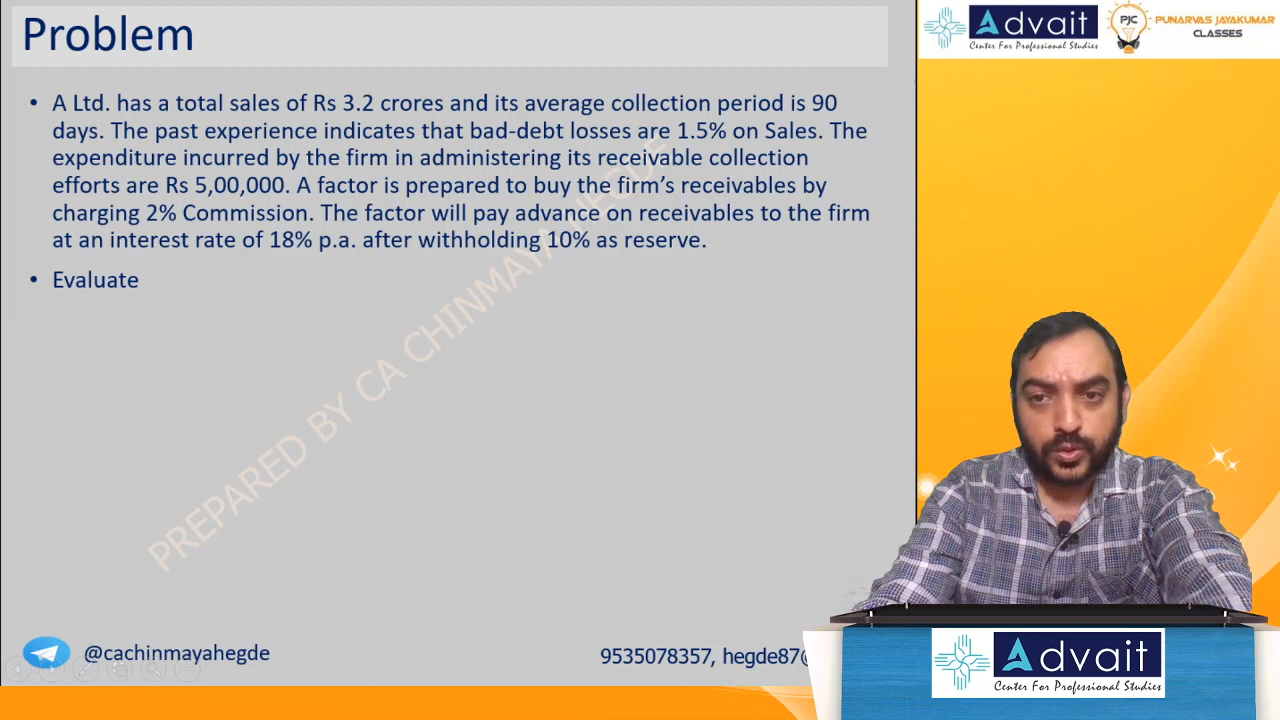 Problem
• A Ltd. has a total sales of Rs 3.2 crores and its average collection period is 90
days. The past experience indicates that bad-debt losses are 1.5% on Sales. The
expenditure incurred by the firm in administering its receivable collection
efforts are Rs 5,00,000. A factor is prepared to buy the firm's receivables by
charging 2% Commission. The factor will pay advance on receivables to the firm
at an interest rate of 18% p.a. after withholding 10% as reserve.
• Evaluate
PREPARED BY CA CHINMAYA HEGDE
@cachinmayahegde
9535078357, hegde87@
Advait
Center For Professional Studies
PJC
PUNARVAS JAYAKUMAR
CLASSES
Advait
Center For Professional Studies